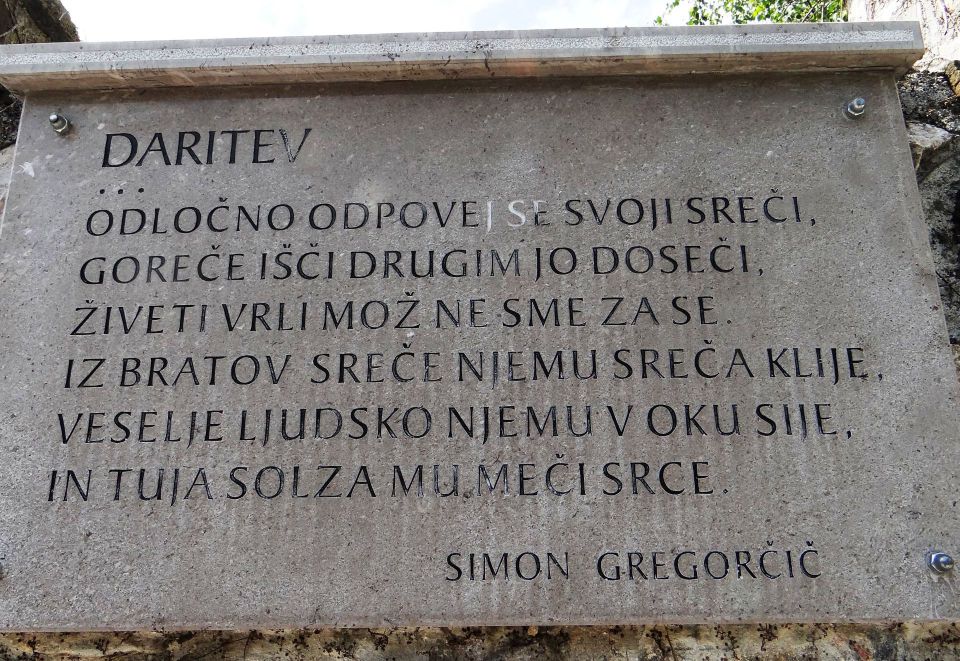 DARITEV
...
ODLOČNO ODPOVEJ SE SVOJI SREČI,
GOREČE IŠČI DRUGIM JO DOSEČI,
ŽIVETI VRLI MOŽ NE SME ZA SE.
IZ BRATOV SREČE NJEMU SREČA KLIJE,
VESELJE LJUDSKO NJEMU V OKU SIJE,
IN TUJA SOLZA MU MEČI SRCE.
SIMON GREGORČIČ